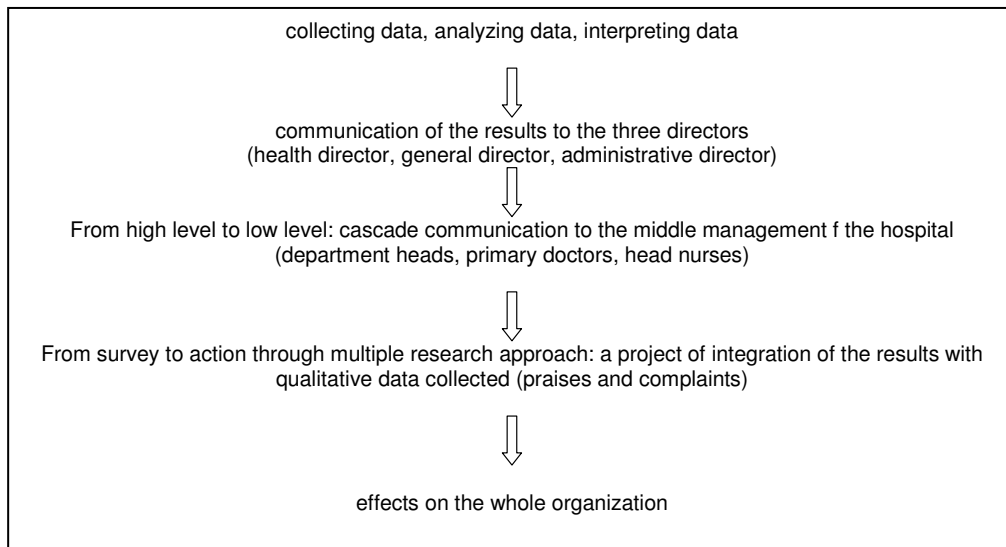 collecting data, analyzing data, interpreting data
communication of the results to the three directors
(health director, general director, administrative director)
From high level to low level: cascade communication to the middle management f the hospital
(department heads, primary doctors, head nurses)
From survey to action through multiple research approach: a project of integration of the results with
qualitative data collected (praises and complaints)
effects on the whole organization